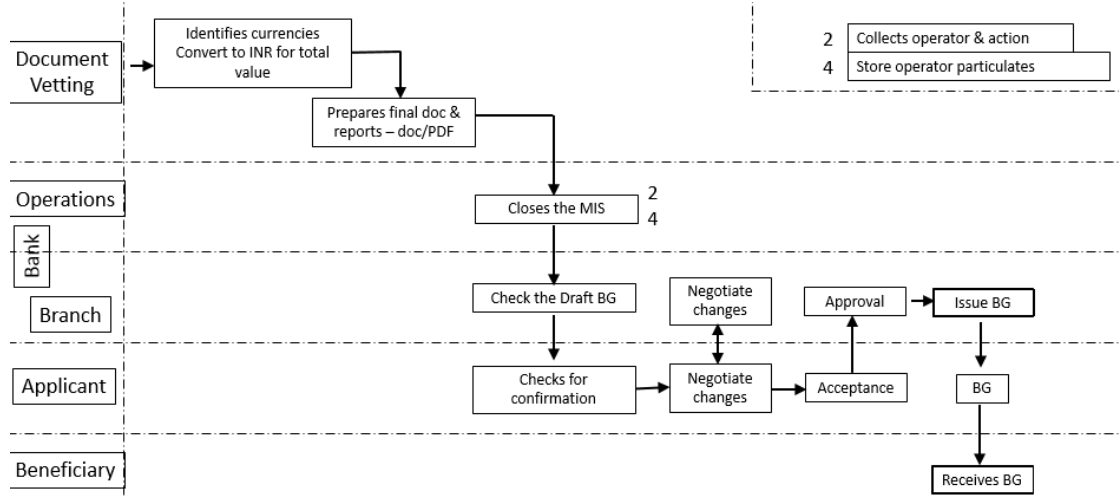 Document
Vetting
Identifies currencies
Convert to INR for total
value
2
Collects operator & action
4
Store operator particulates
Prepares final doc &
reports – doc/PDF
Operations
Closes the MIS
2
4
Bank
Branch
Check the Draft BG
Negotiate
changes
Approval
Issue BG
Applicant
Checks for
confirmation
Negotiate
changes
Acceptance
BG
Beneficiary
Receives BG